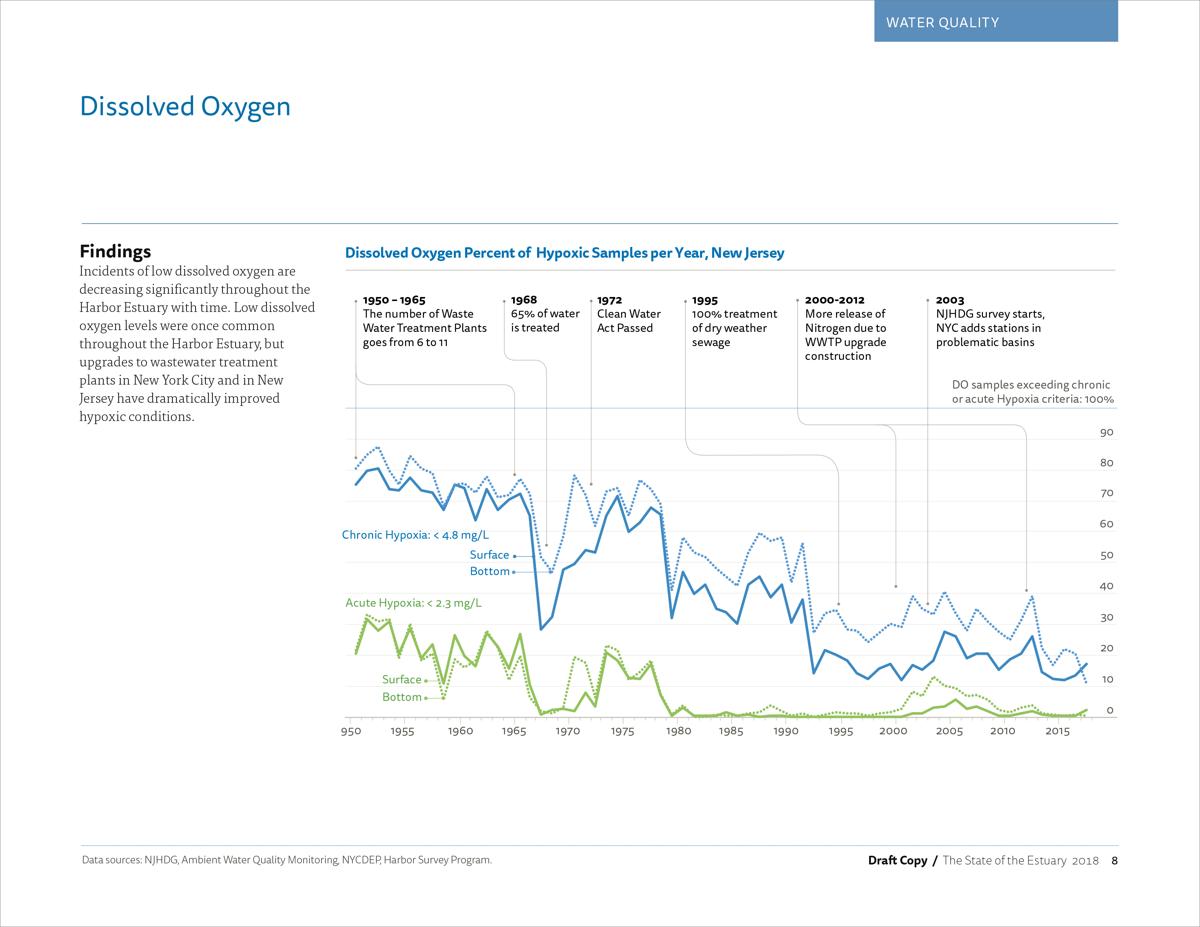 WATER QUALITY
Dissolved Oxygen
Findings
Incidents of low dissolved oxygen are
decreasing significantly throughout the
Harbor Estuary with time. Low dissolved
oxygen levels were once common
throughout the Harbor Estuary, but
upgrades to wastewater treatment
plants in New York City and in New
Jersey have dramatically improved
hypoxic conditions.
Dissolved Oxygen Percent of Hypoxic Samples per Year, New Jersey
1950 – 1965
The number of Waste
Water Treatment Plants
goes from 6 to 11
1968
65% of water
is treated
1972
Clean Water
Act Passed
1995
100% treatment
of dry weather
sewage
2000-2012
More release of
Nitrogen due to
WWTP upgrade
construction
2003
NJHDG survey starts,
NYC adds stations in
problematic basins
DO samples exceeding chronic
or acute Hypoxia criteria: 100%
90
80
70
60
50
40
30
20
10
0
Chronic Hypoxia: < 4.8 mg/L
Surface
Bottom
Acute Hypoxia: < 2.3 mg/L
Surface
Bottom
950 1955 1960 1965 1970 1975 1980 1985 1990 1995 2000 2005 2010 2015
Data sources: NJHDG, Ambient Water Quality Monitoring, NYCDEP, Harbor Survey Program.
Draft Copy / The State of the Estuary 2018 8